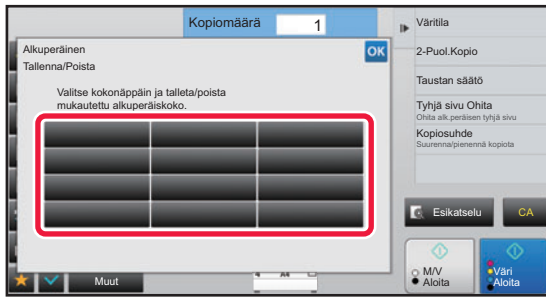 Kopiomäärä
1
Alkuperäinen
OK
Tallenna/Poista
Valitse kokonäppäin ja talleta/poista
mukautettu alkuperäiskoko.
Muut
A4
Väritila
2-Puol.Kopio
Taustan säätö
Tyhjä sivu Ohita
Ohita alk.peräisen tyhjä sivu
Kopiosuhde
Suurenna/pienennä kopiota
Esikatselu
CA
M/V
Aloita
Väri
Aloita